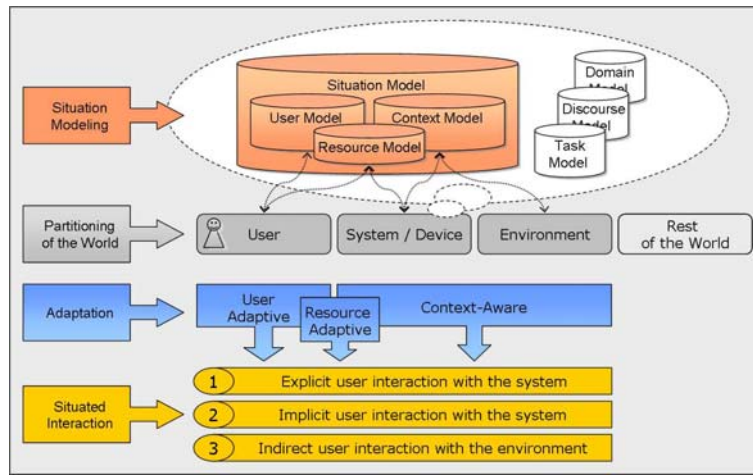 Situation
Modeling
Situation Model
User Model
Context Model
Resource Model
Domain
Model
Discourse
Model
Task
Model
Partitioning
of the World
User
System / Device
Environment
Rest
of the World
Adaptation
User
Adaptive
Resource
Adaptive
Context-Aware
Situated
Interaction
1 Explicit user interaction with the system
2 Implicit user interaction with the system
3 Indirect user interaction with the environment